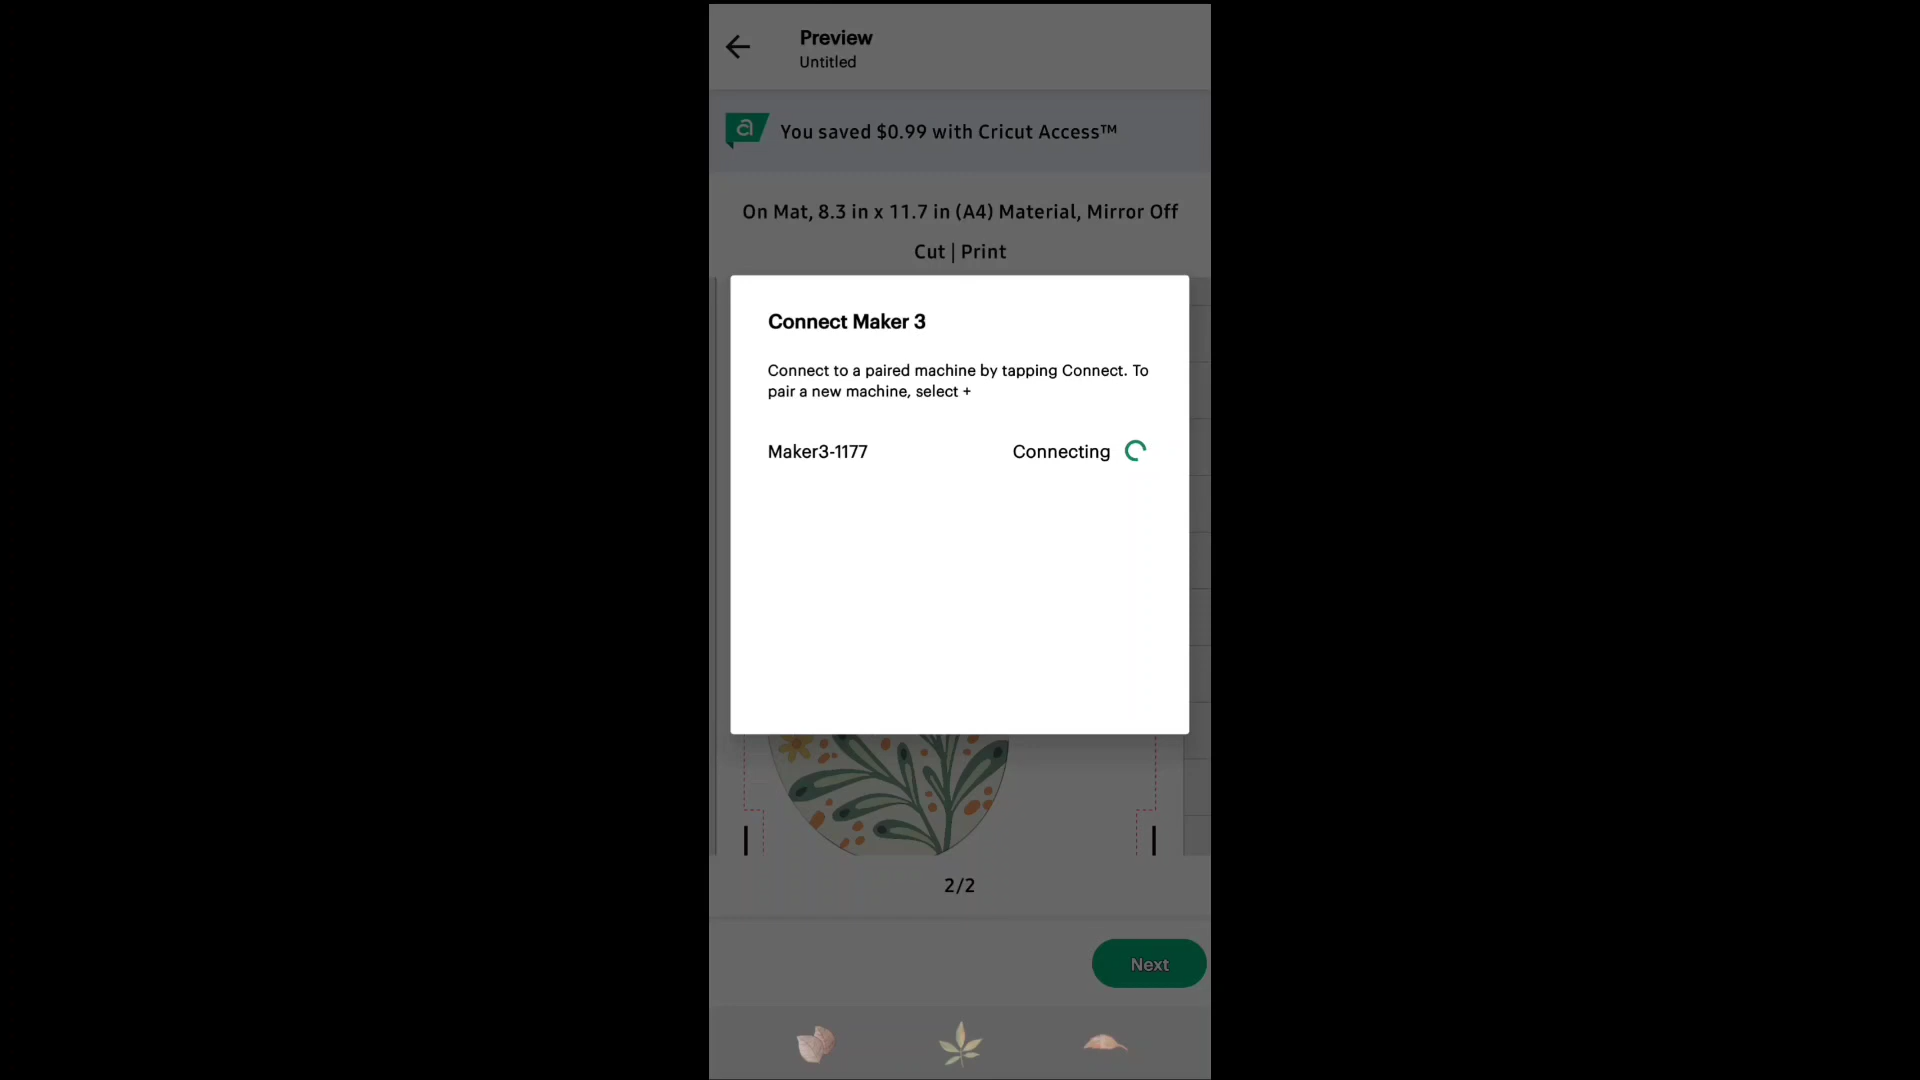 Preview
Untitled
a
You saved $0.99 with Cricut Access™
On Mat, 8.3 in x 11.7 in (A4) Material, Mirror Off
Cut | Print
Connect Maker 3
Connect to a paired machine by tapping Connect. To
pair a new machine, select +
Maker3-1177 Connecting
2/2
Next